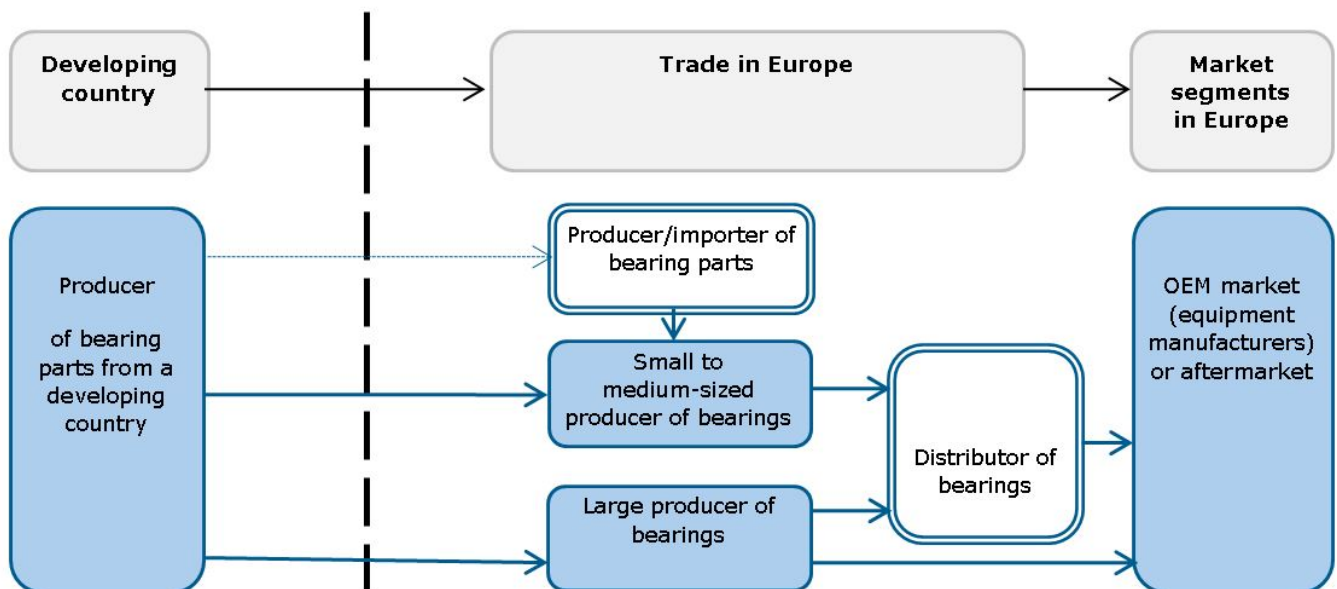 Developing
country
Trade in Europe
Market
segments
in Europe
Producer
of bearing
parts from a
developing
country
Producer/importer of
bearing parts
Small to
medium-sized
producer of bearings
Large producer of
bearings
Distributor of
bearings
OEM market
(equipment
manufacturers)
or aftermarket